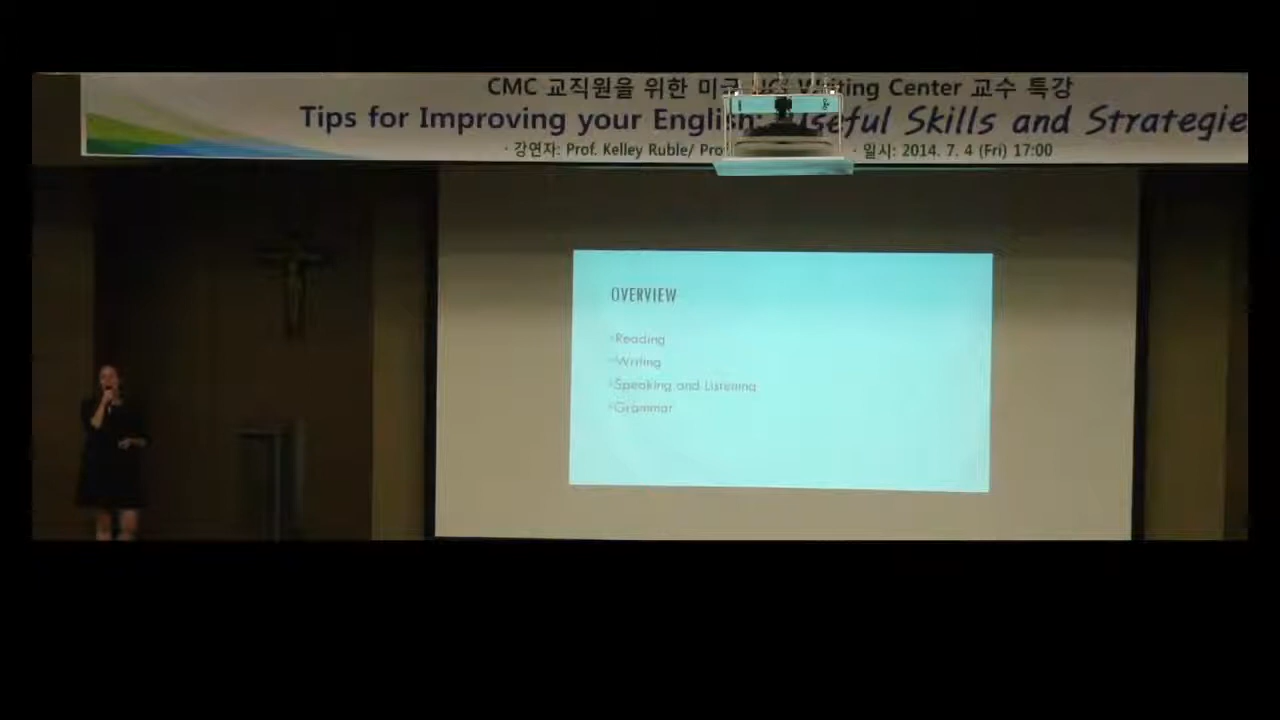 CMC 교직원을 위한 미국 UCI Writing Center 교수 특강
Tips for Improving your English: Useful Skills and Strategie
· 강연자: Prof. Kelley Ruble/ Pro · 일시: 2014. 7. 4 (Fri) 17:00
OVERVIEW
Reading
Writing
Speaking and Listening
Grammar